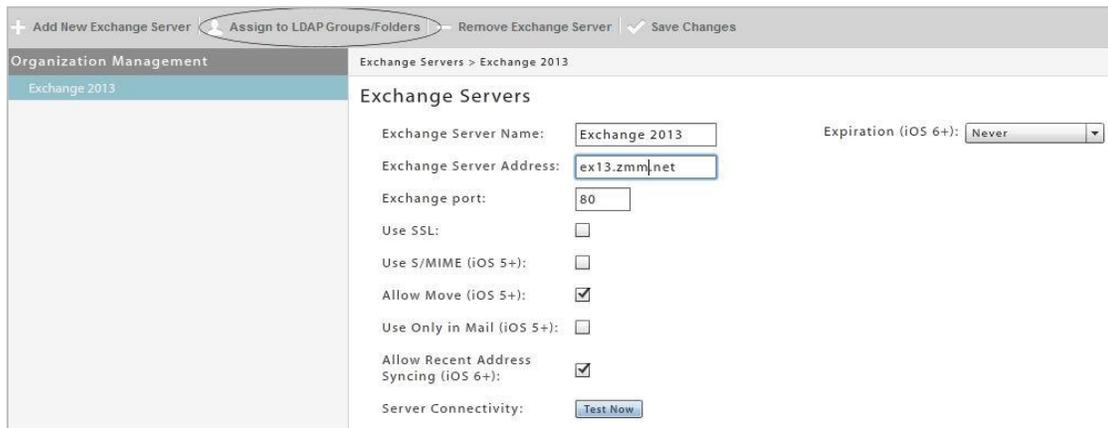 Add New Exchange Server Assign to LDAP Groups/Folders Remove Exchange Server Save Changes
Organization Management
Exchange 2013
Exchange Servers > Exchange 2013
Exchange Servers
Exchange Server Name: Exchange 2013 Expiration (iOS 6+): Never
Exchange Server Address: ex13.zmm.net
Exchange port: 80
Use SSL:
Use S/MIME (iOS 5+):
Allow Move (iOS 5+):
Use Only in Mail (iOS 5+):
Allow Recent Address
Syncing (iOS 6+):
Server Connectivity: Test Now